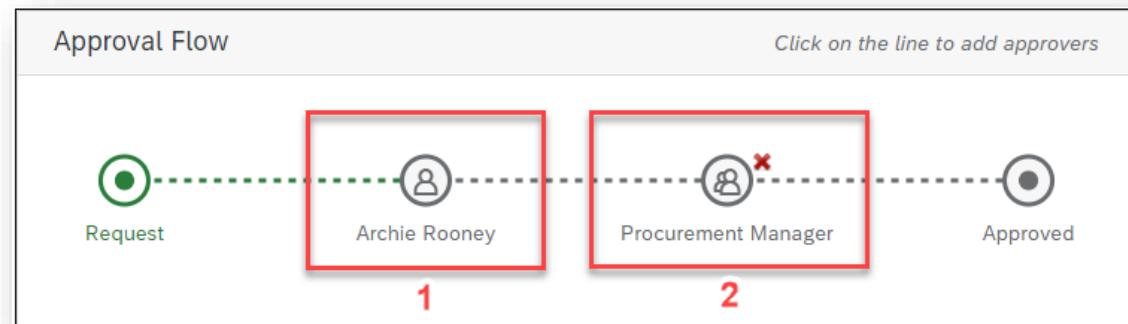 Approval Flow
Click on the line to add approvers
Request
Archie Rooney
Procurement Manager
Approved
1
2